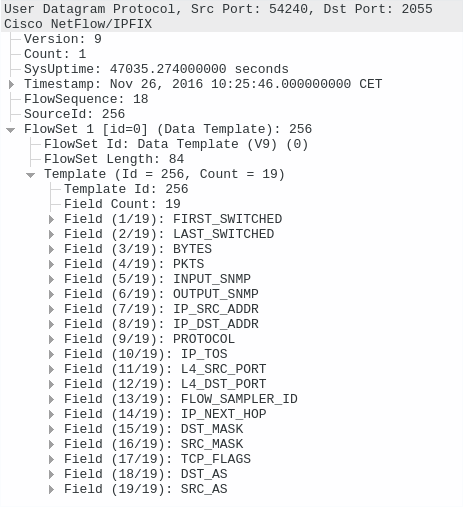 User Datagram Protocol, Src Port: 54240, Dst Port: 2055
Cisco NetFlow/IPFIX
Version: 9
Count: 1
SysUptime: 47035.274000000 seconds
Timestamp: Nov 26, 2016 10:25:46.000000000 CET
FlowSequence: 18
SourceId: 256
FlowSet 1 [id=0] (Data Template): 256
FlowSet Id: Data Template (V9) (0)
FlowSet Length: 84
Template (Id = 256, Count = 19)
Template Id: 256
Field Count: 19
Field (1/19): FIRST_SWITCHED
Field (2/19): LAST_SWITCHED
Field (3/19): BYTES
Field (4/19): PKTS
Field (5/19): INPUT_SNMP
Field (6/19): OUTPUT_SNMP
Field (7/19): IP_SRC_ADDR
Field (8/19): IP_DST_ADDR
Field (9/19): PROTOCOL
Field (10/19): IP_TOS
Field (11/19): L4_SRC_PORT
Field (12/19): L4_DST_PORT
Field (13/19): FLOW_SAMPLER_ID
Field (14/19): IP_NEXT_HOP
Field (15/19): DST_MASK
Field (16/19): SRC_MASK
Field (17/19): TCP_FLAGS
Field (18/19): DST_AS
Field (19/19): SRC_AS